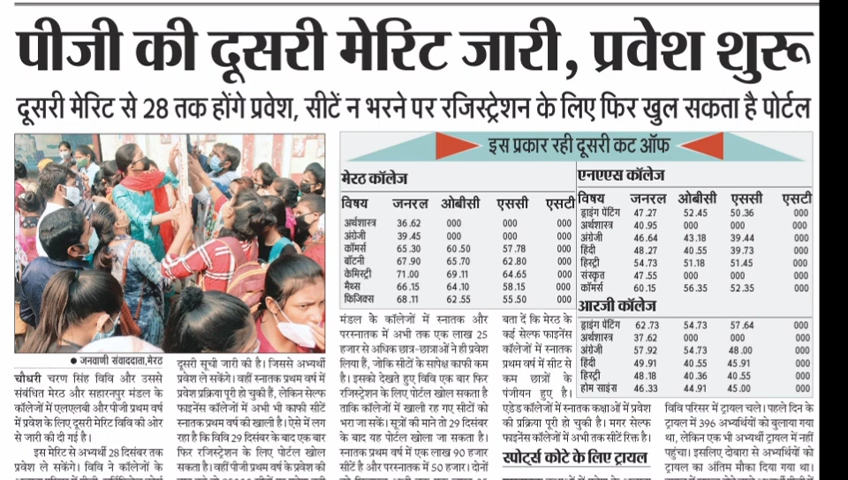 पीजी की दूसरी मेरिट जारी, प्रवेश शुरू
दूसरी मेरिट से 28 तक होंगे प्रवेश, सीटें न भरने पर रजिस्ट्रेशन के लिए फिर खुल सकता है पोर्टल
इस प्रकार रही दूसरी कट ऑफ
मेरठ कॉलेज
विषय जनरल ओबीसी एससी एसटी
अर्थशास्त्र 36.62 000 000 000
अंग्रेजी 39.45 000 000 000
कॉमर्स 65.30 60.50 57.78 000
बॉटनी 67.90 65.70 62.80 000
केमिस्ट्री 71.00 69.11 64.65 000
मैथ्स 66.15 64.10 58.15 000
फिजिक्स 68.11 62.55 55.50 000
एनएएस कॉलेज
विषय जनरल ओबीसी एससी एसटी
ड्राइंग पेंटिंग 47.27 52.45 50.36 000
अर्थशास्त्र 40.95 000 000 000
अंग्रेजी 46.64 43.18 39.44 000
हिंदी 48.27 40.55 39.73 000
हिस्ट्री 54.73 51.18 51.45 000
संस्कृत 47.55 000 000 000
कॉमर्स 60.15 56.35 52.35 000
आरजी कॉलेज
ड्राइंग पेंटिंग 62.73 54.73 57.64 000
अर्थशास्त्र 37.62 000 000 000
अंग्रेजी 57.92 54.73 48.00 000
हिंदी 49.91 40.55 45.91 000
हिस्ट्री 48.18 40.36 40.55 000
होम साइंस 46.33 44.91 45.00 000
● जनवाणी संवाददाता, मेरठ
चौधरी चरण सिंह विवि और उससे
संबंधित मेरठ और सहारनपुर मंडल के
कॉलेजों में एलएलबी और पीजी प्रथम वर्ष
में प्रवेश के लिए दूसरी मेरिट विवि की ओर
से जारी की दी गई है।
इस मेरिट से अभ्यर्थी 28 दिसंबर तक
प्रवेश ले सकेंगे। विवि ने कॉलेजों के
दूसरी सूची जारी की है। जिससे अभ्यर्थी
प्रवेश ले सकेंगे। वहीं स्नातक प्रथम वर्ष में
प्रवेश प्रक्रिया पूरी हो चुकी हैं, लेकिन सेल्फ
फाइनेंस कॉलेजों में अभी भी काफी सीटें
स्नातक प्रथम वर्ष की खाली है। ऐसे में लग
रहा है कि विवि 29 दिसंबर के बाद एक बार
फिर रजिस्ट्रेशन के लिए पोर्टल खोल
सकता है। वहीं पीजी प्रथम वर्ष के प्रवेश की
मंडल के कॉलेजों में स्नातक और
परस्नातक में अभी तक एक लाख 25
हजार से अधिक छात्र-छात्राओं ने ही प्रवेश
लिया हैं, जोकि सीटों के सापेक्ष काफी कम
है। इसको देखते हुए विवि एक बार फिर
रजिस्ट्रेशन के लिए पोर्टल खोल सकता है
ताकि कॉलेजों में खाली रह गए सीटों को
भरा जा सकें। सूत्रों की माने तो 29 दिसंबर
के बाद यह पोर्टल खोला जा सकता है।
स्नातक प्रथम वर्ष में एक लाख 90 हजार
सीटें है और परस्नातक में 50 हजार। दोनों
बता दें कि मेरठ के
कई सेल्फ फाइनेंस
कॉलेजों में स्नातक
प्रथम वर्ष में सीट से
कम छात्रों के
पंजीयन हुए है।
एडेड कॉलेजों में स्नातक कक्षाओं में प्रवेश
की प्रक्रिया पूरी हो चुकी है। मगर सेल्फ
फाइनेंस कॉलेजों में अभी तक सीटें रिक्त है।
स्पोर्ट्स कोटे के लिए ट्रायल
विवि परिसर में ट्रायल चले। पहले दिन के
ट्रायल में 396 अभ्यर्थियों को बुलाया गया
था, लेकिन एक भी अभ्यर्थी ट्रायल में नहीं
पहुंचा। इसलिए दोबारा से अभ्यर्थियों को
ट्रायल का अंतिम मौका दिया गया था।